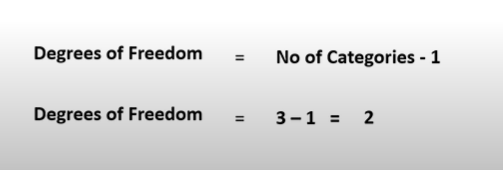 Degrees of Freedom = No of Categories - 1
Degrees of Freedom = 3 – 1 = 2